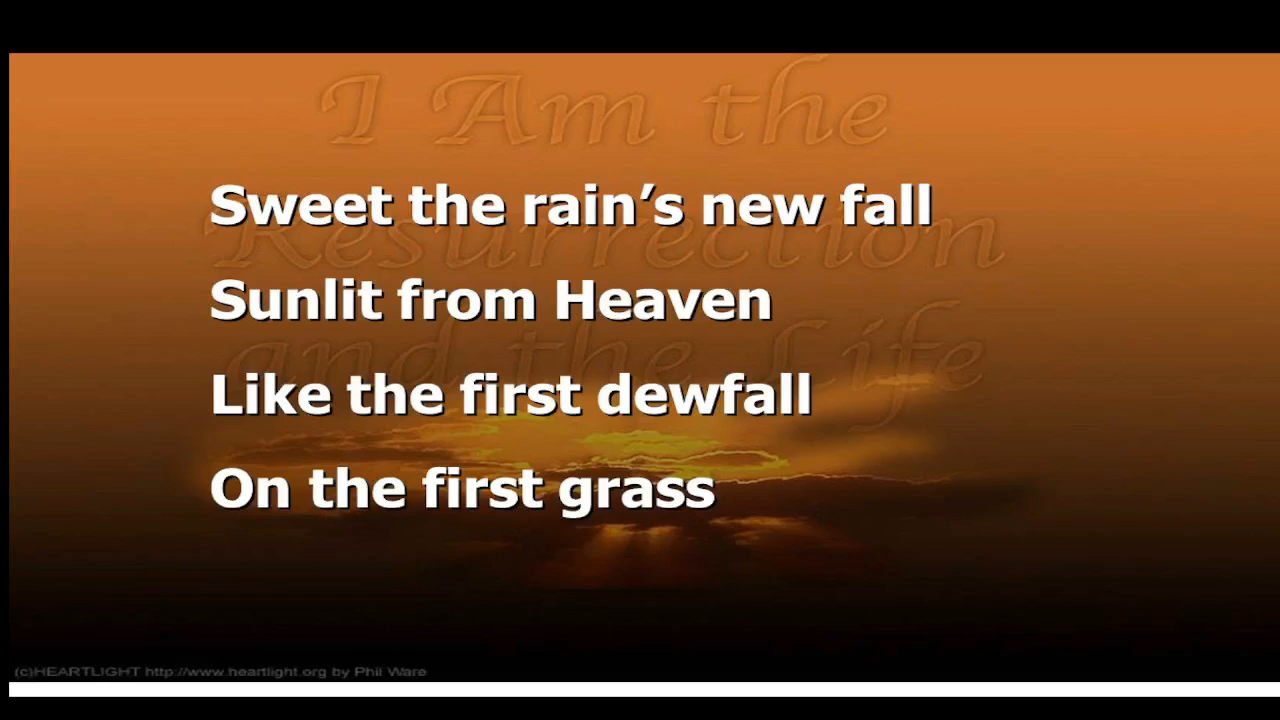 I Am the
Sweet the rain’s new fall
Resurrection
Sunlit from Heaven
and the Life
Like the first dewfall
On the first grass
(c)HEARTLIGHT http://www.heartlight.org by Phil Ware